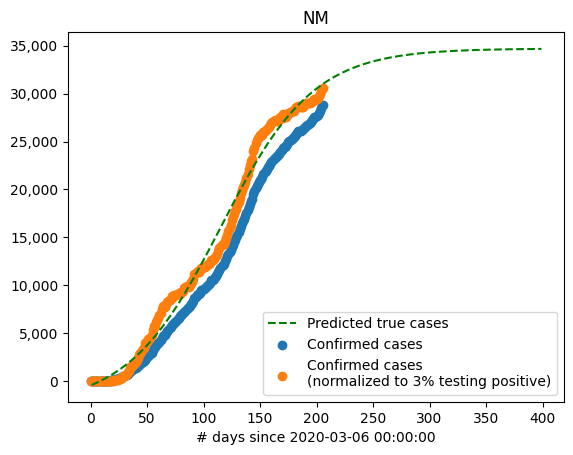 NM
35,000
30,000
25,000
20,000
15,000
10,000
5,000
0
Predicted true cases
Confirmed cases
Confirmed cases
(normalized to 3% testing positive)
0 50 100 150 200 250 300 350 400
# days since 2020-03-06 00:00:00